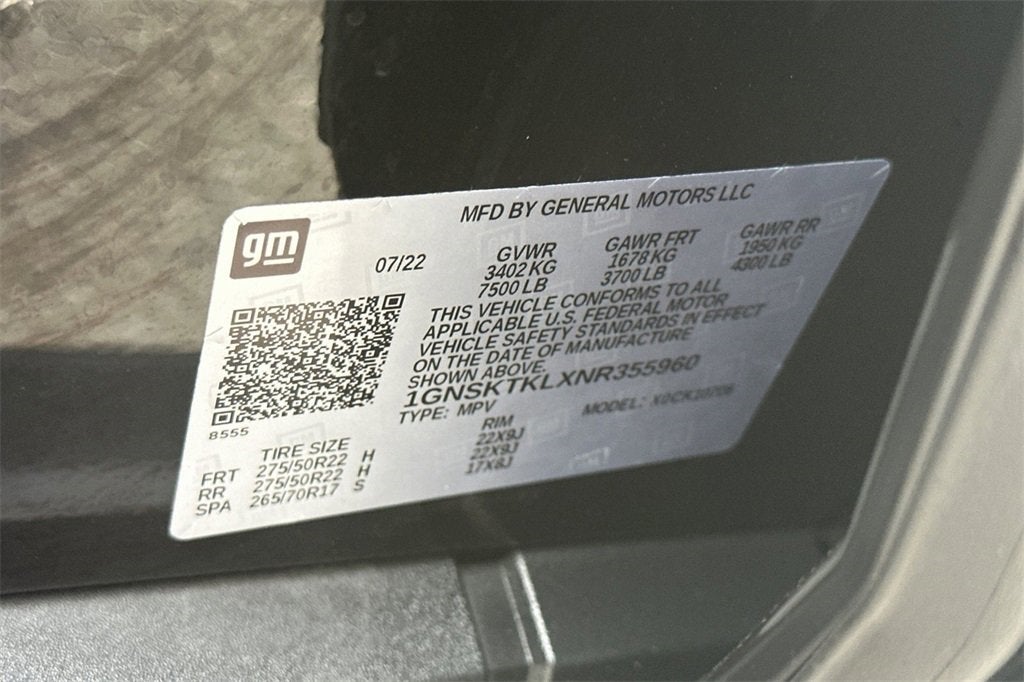 MFD BY GENERAL MOTORS LLC
gm
07/22
GVWR
3402 KG
7500 LB
GAWR FRT
1678 KG
3700 LB
GAWR RR
1950 KG
4300 LB
THIS VEHICLE CONFORMS TO ALL
APPLICABLE U.S. FEDERAL MOTOR
VEHICLE SAFETY STANDARDS IN EFFECT
ON THE DATE OF MANUFACTURE
SHOWN ABOVE.
1GNSKTKLXNR355960
TYPE: MPV
MODEL: X0CK10706
8555
TIRE SIZE
RIM
FRT 275/50R22 H 22X9J
RR 275/50R22 H 22X9J
SPA 265/70R17 S 17X8J